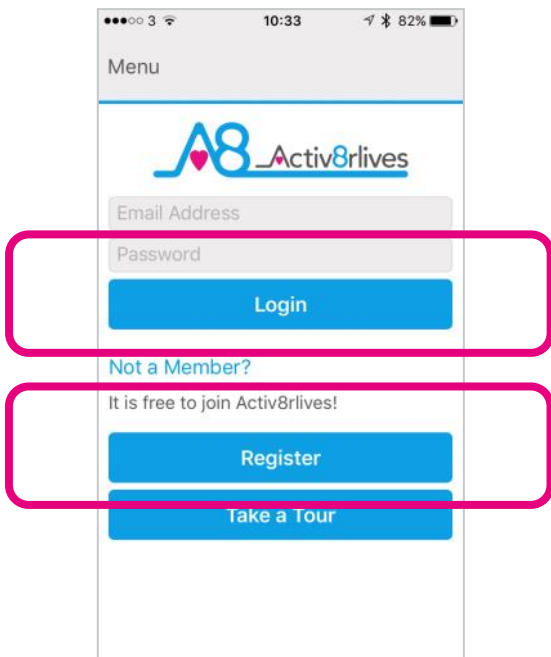 3 10:33 82%
Menu
A8 Activ8rlives
Email Address
Password
Login
Not a Member?
It is free to join Activ8rlives!
Register
Take a Tour